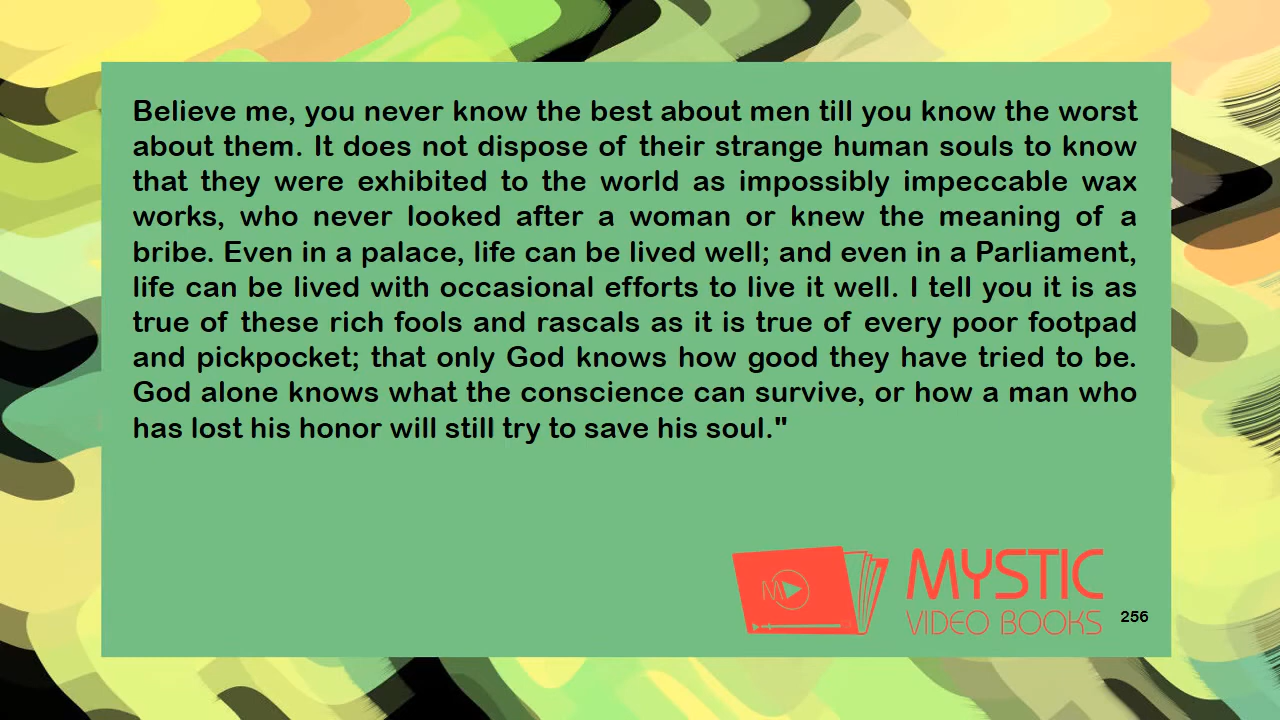 Believe me, you never know the best about men till you know the worst
about them. It does not dispose of their strange human souls to know
that they were exhibited to the world as impossibly impeccable wax
works, who never looked after a woman or knew the meaning of a
bribe. Even in a palace, life can be lived well; and even in a Parliament,
life can be lived with occasional efforts to live it well. I tell you it is as
true of these rich fools and rascals as it is true of every poor footpad
and pickpocket; that only God knows how good they have tried to be.
God alone knows what the conscience can survive, or how a man who
has lost his honor will still try to save his soul."
M
MYSTIC
VIDEO BOOKS
256